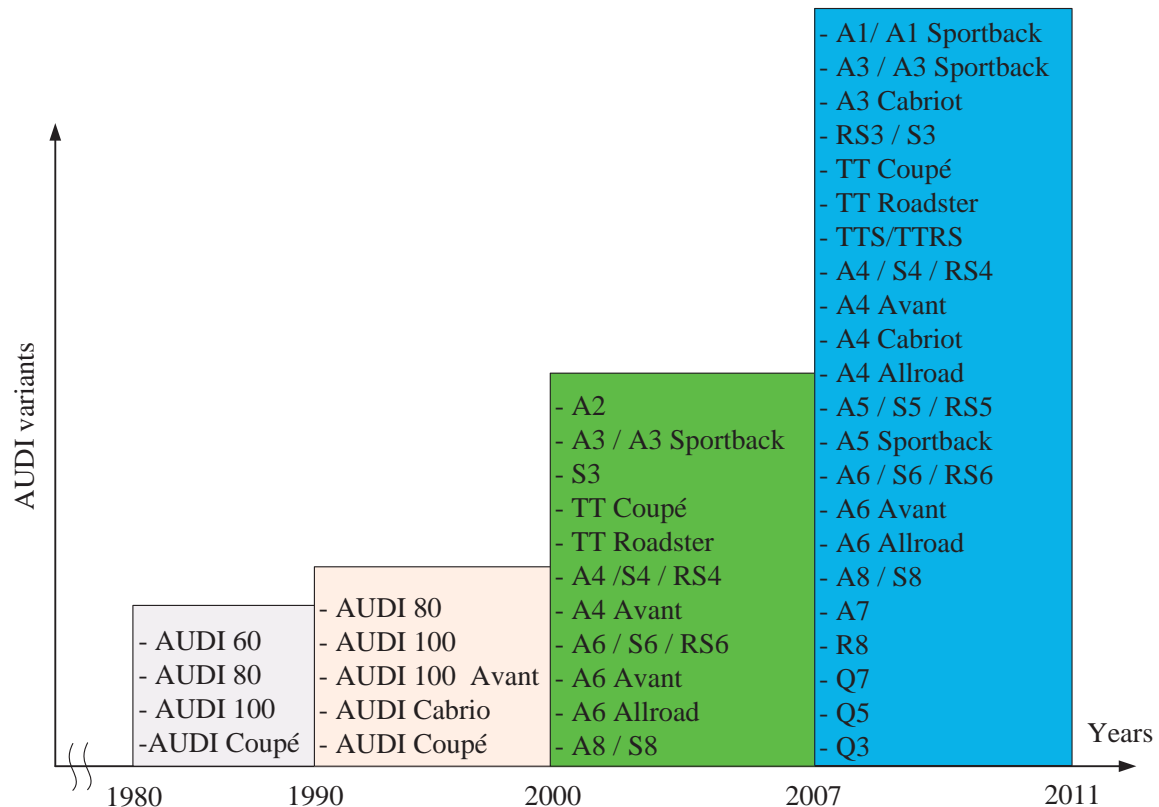 AUDI variants
- AUDI 60
- AUDI 80
- AUDI 100
-AUDI Coupé
- AUDI 80
- AUDI 100
- AUDI 100 Avant
- AUDI Cabrio
- AUDI Coupé
- A2
- A3 / A3 Sportback
- S3
- TT Coupé
- TT Roadster
- A4 /S4 / RS4
- A4 Avant
- A6 / S6 / RS6
- A6 Avant
- A6 Allroad
- A8 / S8
- A1/ A1 Sportback
- A3 / A3 Sportback
- A3 Cabriot
- RS3 / S3
- TT Coupé
- TT Roadster
- TTS/TTRS
- A4 / S4 / RS4
- A4 Avant
- A4 Cabriot
- A4 Allroad
- A5 / S5 / RS5
- A5 Sportback
- A6 / S6 / RS6
- A6 Avant
- A6 Allroad
- A8 / S8
- A7
- R8
- Q7
- Q5
- Q3
Years
1980 1990 2000 2007 2011